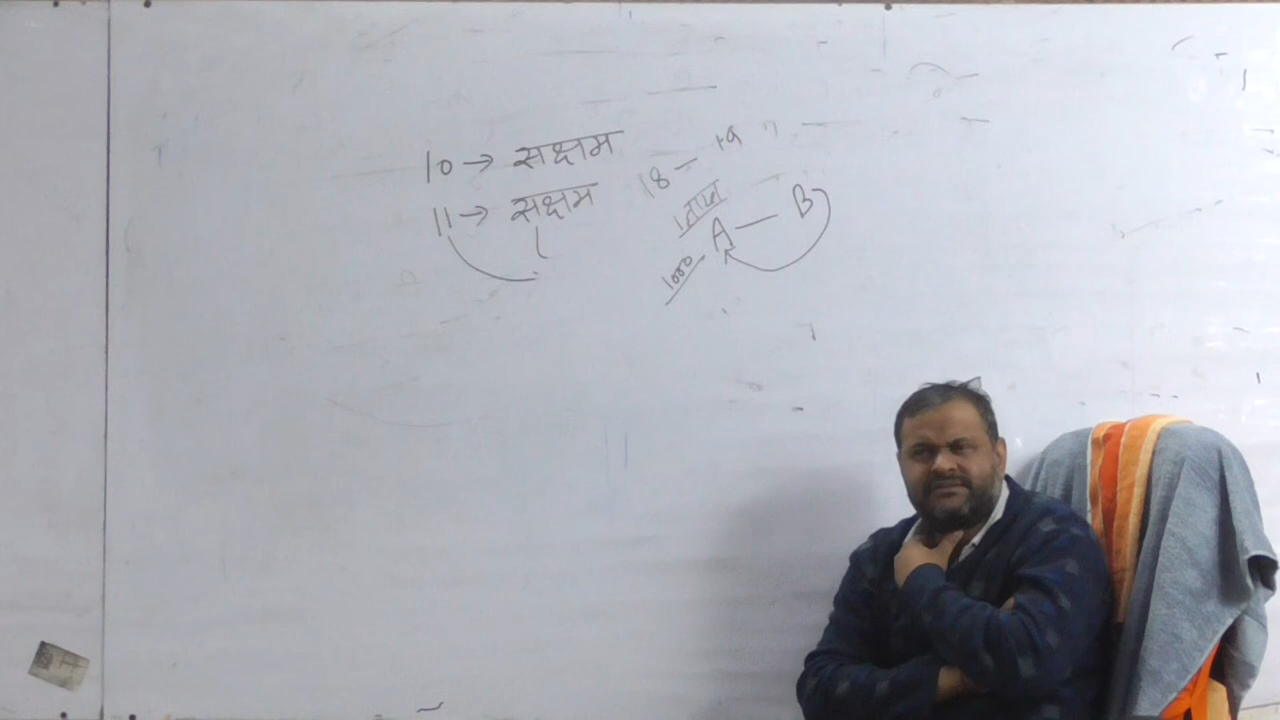 10 → सक्षम
11 → सक्षम
18 – 19
1 लाख
A — B
1000